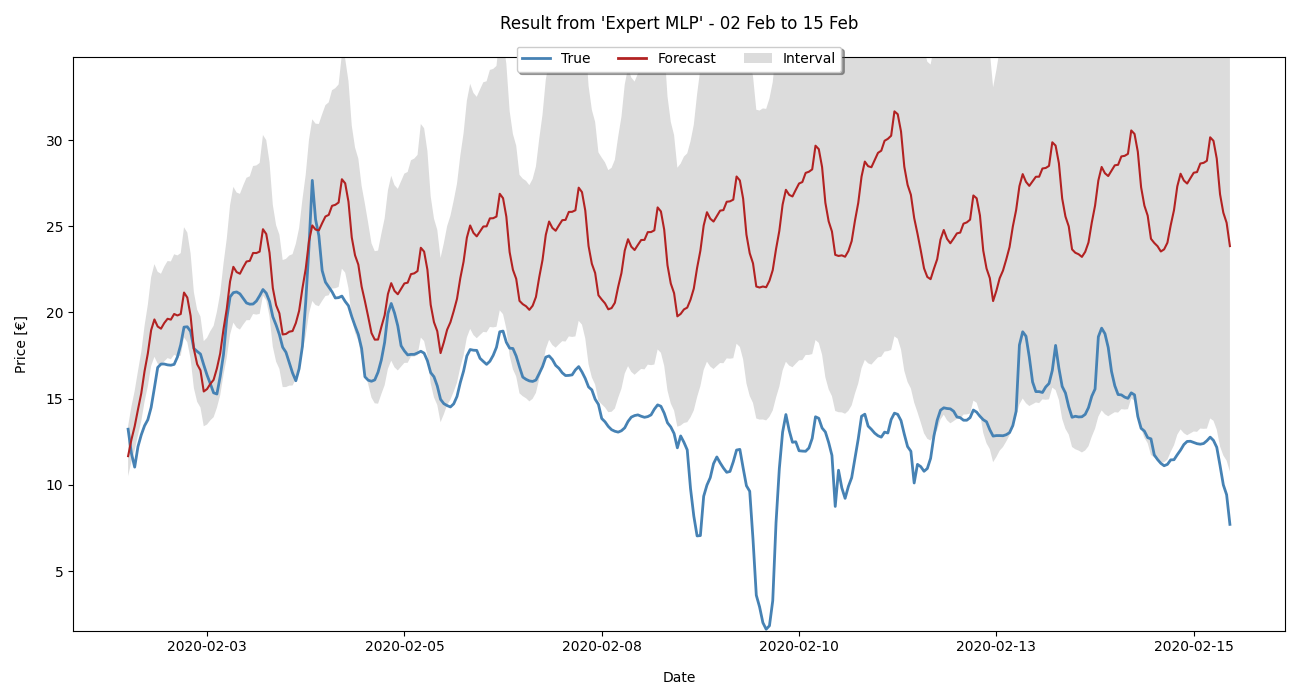 Result from 'Expert MLP' - 02 Feb to 15 Feb
True Forecast Interval
30
25
20
15
10
5
Price [€]
2020-02-03 2020-02-05 2020-02-08 2020-02-10 2020-02-13 2020-02-15
Date